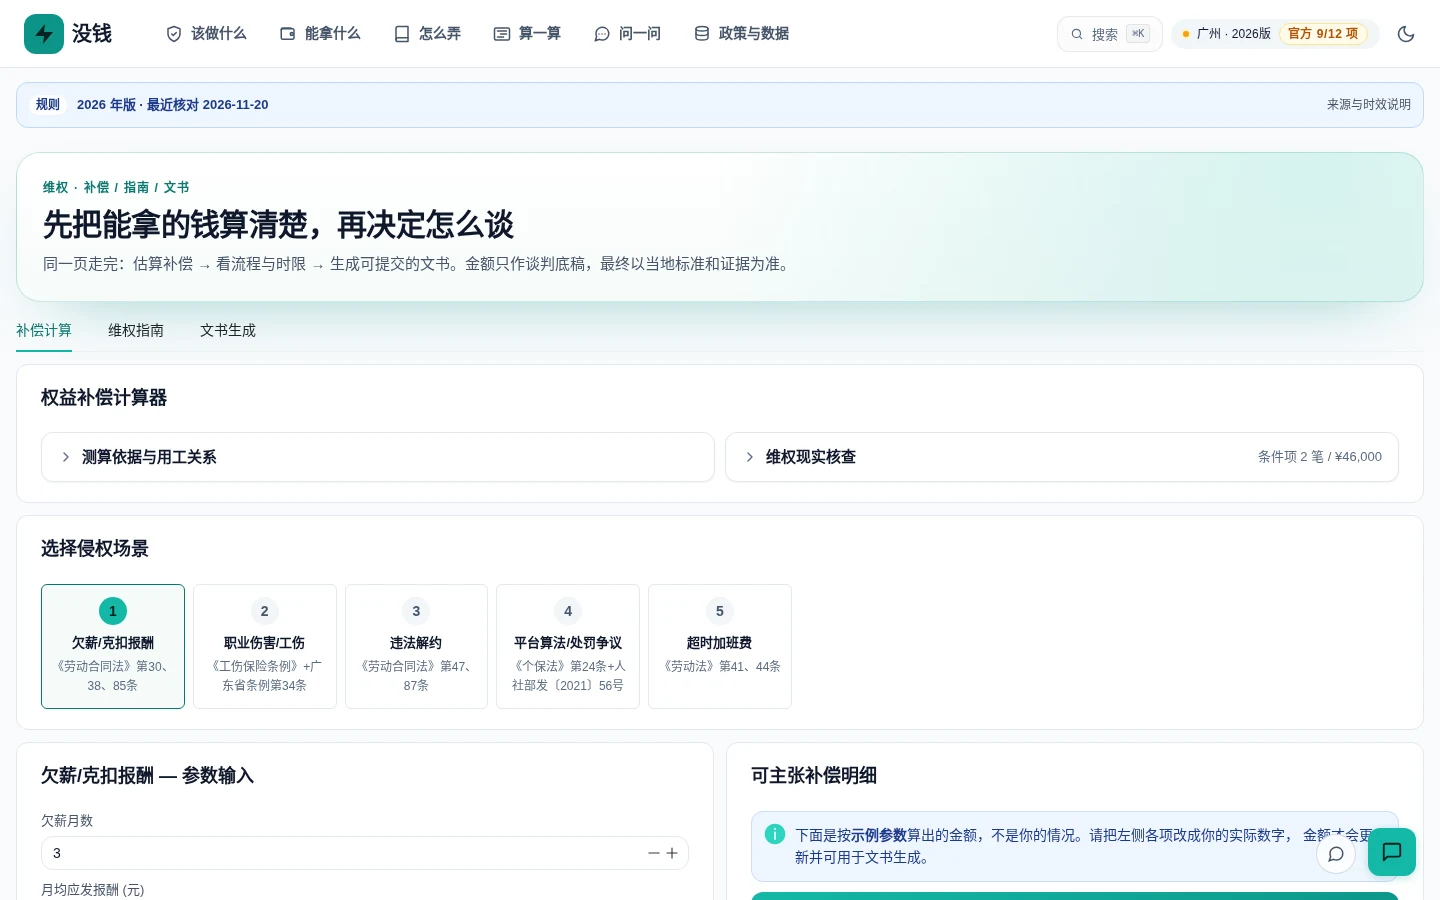 没钱
该做什么
能拿什么
怎么弄
算一算
问一问
政策与数据
搜索 ⌘K
广州 · 2026版 官方 9/12 项
规则 2026 年版 · 最近核对 2026-11-20
来源与时效说明
维权 · 补偿 / 指南 / 文书
先把能拿的钱算清楚，再决定怎么谈
同一页走完：估算补偿 → 看流程与时限 → 生成可提交的文书。金额只作谈判底稿，最终以当地标准和证据为准。
补偿计算 维权指南 文书生成
权益补偿计算器
测算依据与用工关系
维权现实核查 条件项 2 笔 / ¥46,000
选择侵权场景
1
欠薪/克扣报酬
《劳动合同法》第30、
38、85条
2
职业伤害/工伤
《工伤保险条例》+广
东省条例第34条
3
违法解约
《劳动合同法》第47、
87条
4
平台算法/处罚争议
《个保法》第24条+人
社部发〔2021〕56号
5
超时加班费
《劳动法》第41、44条
欠薪/克扣报酬 — 参数输入
欠薪月数
3
月均应发报酬 (元)
可主张补偿明细
下面是按示例参数算出的金额，不是你的情况。请把左侧各项改成你的实际数字， 金额才会更
新并可用于文书生成。